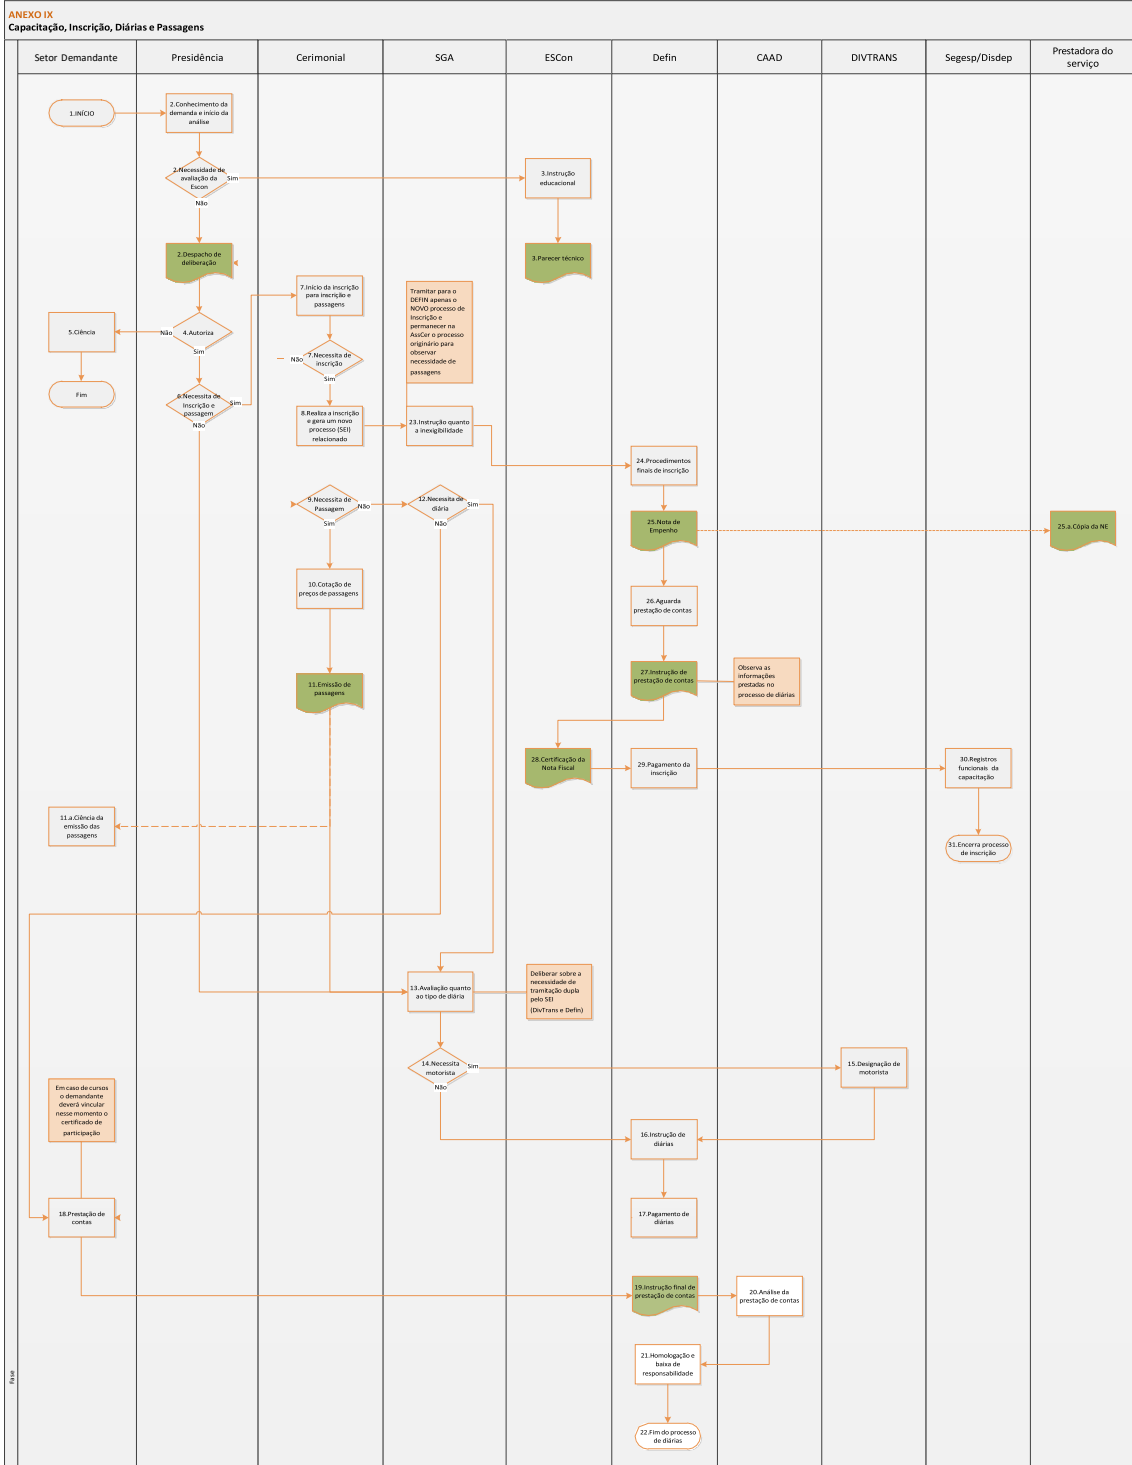 ANEXO IX
Capacitação, Inscrição, Diárias e Passagens
Setor Demandante
Presidência
Cerimonial
SGA
ESCon
Defin
CAAD
DIVTRANS
Segesp/Disdep
Prestadora do
serviço
1.INÍCIO
2.Conhecimento da
demanda e início da
análise
2.Necessidade de
avaliação da
Escon
Sim
Não
3.Instrução
educacional
2.Despacho de
deliberação
3.Parecer técnico
7.Início da inscrição
para inscrição e
passagens
Tramitar para o
DEFIN apenas o
NOVO processo de
Inscrição e
permanecer na
AssCer o processo
originário para
observar
necessidade de
passagens
5.Ciência
Não
4.Autoriza
Sim
Não
7.Necessita de
inscrição
Sim
Fim
6.Necessita de
Inscrição e
passagem
Sim
Não
8.Realiza a inscrição
e gera um novo
processo (SEI)
relacionado
23.Instrução quanto
a inexigibilidade
24.Procedimentos
finais de inscrição
9.Necessita de
Passagem
Não
Sim
12.Necessita de
diária
Sim
Não
25.Nota de
Empenho
25.a.Cópia da NE
10.Cotação de
preços de passagens
26.Aguarda
prestação de contas
11.Emissão de
passagens
27.Instrução de
prestação de contas
Observa as
informações
prestadas no
processo de diárias
28.Certificação da
Nota Fiscal
29.Pagamento da
inscrição
30.Registros
funcionais da
capacitação
11.a.Ciência da
emissão das
passagens
31.Encerra processo
de inscrição
13.Avaliação quanto
ao tipo de diária
Deliberar sobre a
necessidade de
tramitação dupla
pelo SEI
(DivTrans e Defin)
14.Necessita
motorista
Sim
Não
15.Designação de
motorista
Em caso de cursos
o demandante
deverá vincular
nesse momento o
certificado de
participação
16.Instrução de
diárias
18.Prestação de
contas
17.Pagamento de
diárias
19.Instrução final de
prestação de contas
20.Análise da
prestação de contas
21.Homologação e
baixa de
responsabilidade
Fase
22.Fim do processo
de diárias